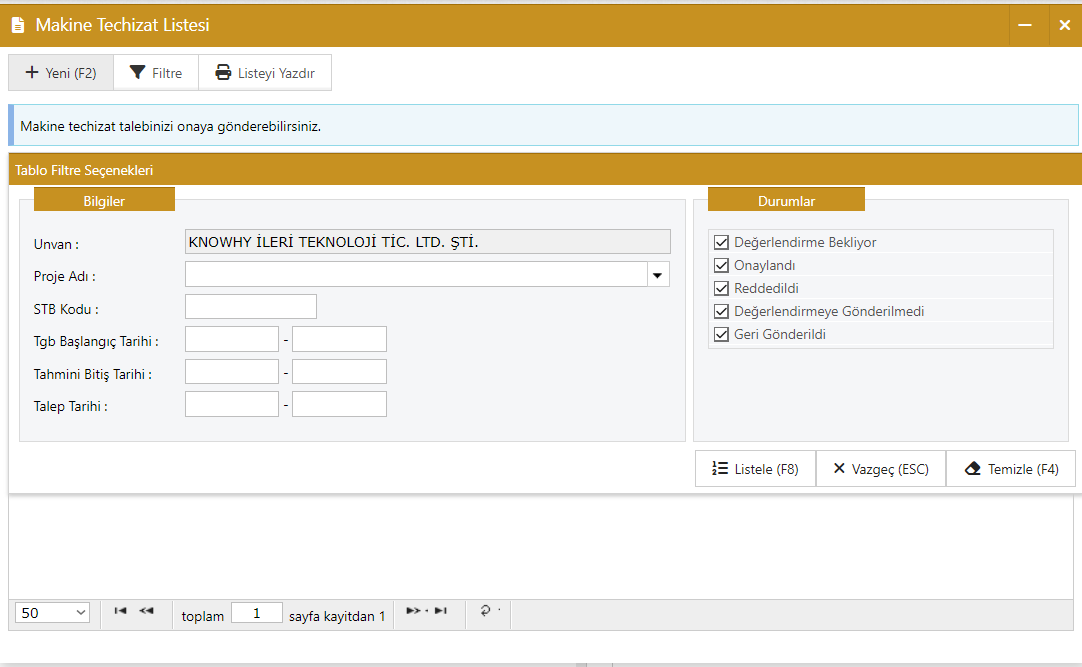 Makine Techizat Listesi
Yeni (F2) Filtre Listeyi Yazdır
Makine techizat talebinizi onaya gönderebilirsiniz.
Tablo Filtre Seçenekleri
Bilgiler
Unvan : KNOWHY İLERİ TEKNOLOJİ TİC. LTD. ŞTİ.
Proje Adı :
STB Kodu :
Tgb Başlangıç Tarihi : -
Tahmini Bitiş Tarihi : -
Talep Tarihi : -
Durumlar
Değerlendirme Bekliyor
Onaylandı
Reddedildi
Değerlendirmeye Gönderilmedi
Geri Gönderildi
Listele (F8) Vazgeç (ESC) Temizle (F4)
50 toplam 1 sayfa kayitdan 1